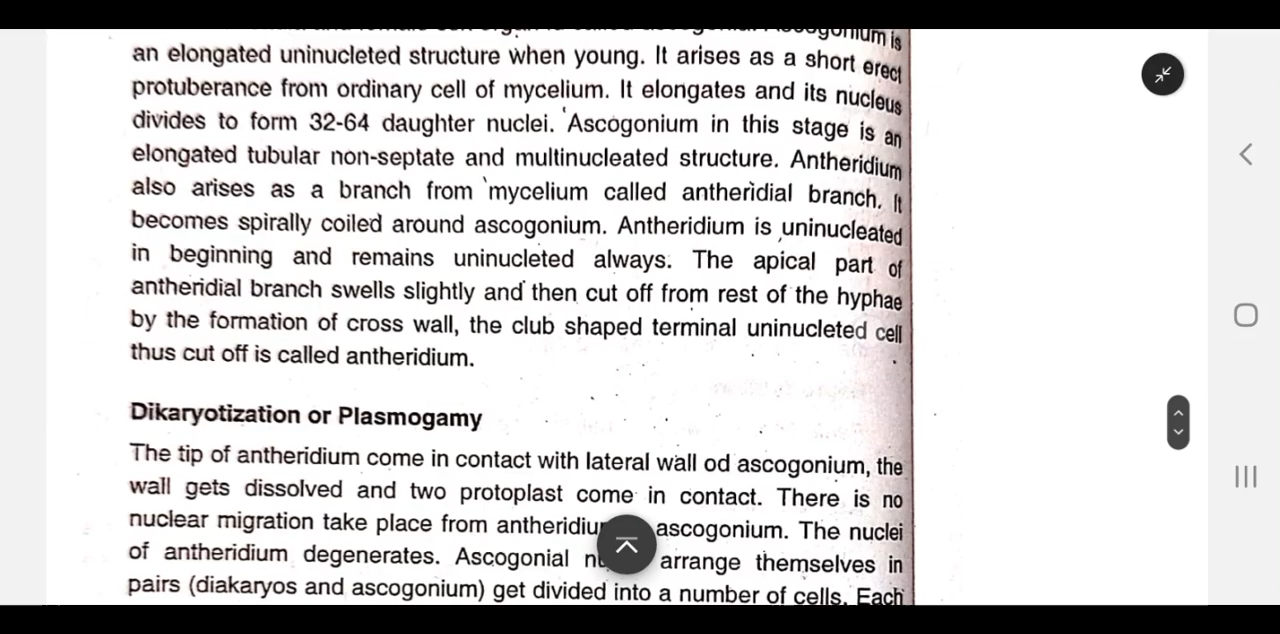 an elongated uninucleted structure when young. It arises as a short erect
protuberance from ordinary cell of mycelium. It elongates and its nucleus
divides to form 32-64 daughter nuclei. Ascogonium in this stage is an
elongated tubular non-septate and multinucleated structure. Antheridium
also arises as a branch from mycelium called antheridial branch. It
becomes spirally coiled around ascogonium. Antheridium is uninucleated
in beginning and remains uninucleted always. The apical part of
antheridial branch swells slightly and then cut off from rest of the hyphae
by the formation of cross wall, the club shaped terminal uninucleted cell
thus cut off is called antheridium.
Dikaryotization or Plasmogamy
The tip of antheridium come in contact with lateral wall od ascogonium, the
wall gets dissolved and two protoplast come in contact. There is no
nuclear migration take place from ascogonium. The nuclei
of antheridium degenerates. Ascogonial arrange themselves in
pairs (diakaryos and ascogonium) get divided into a number of cells. Each